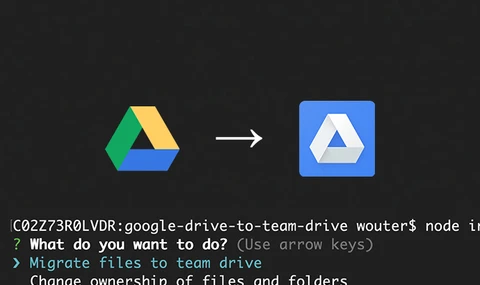 C02Z73R0LVDR:google-drive-to-team-drive wouter$ node in
? What do you want to do? (Use arrow keys)
❯ Migrate files to team drive
Change ownership of files and folders